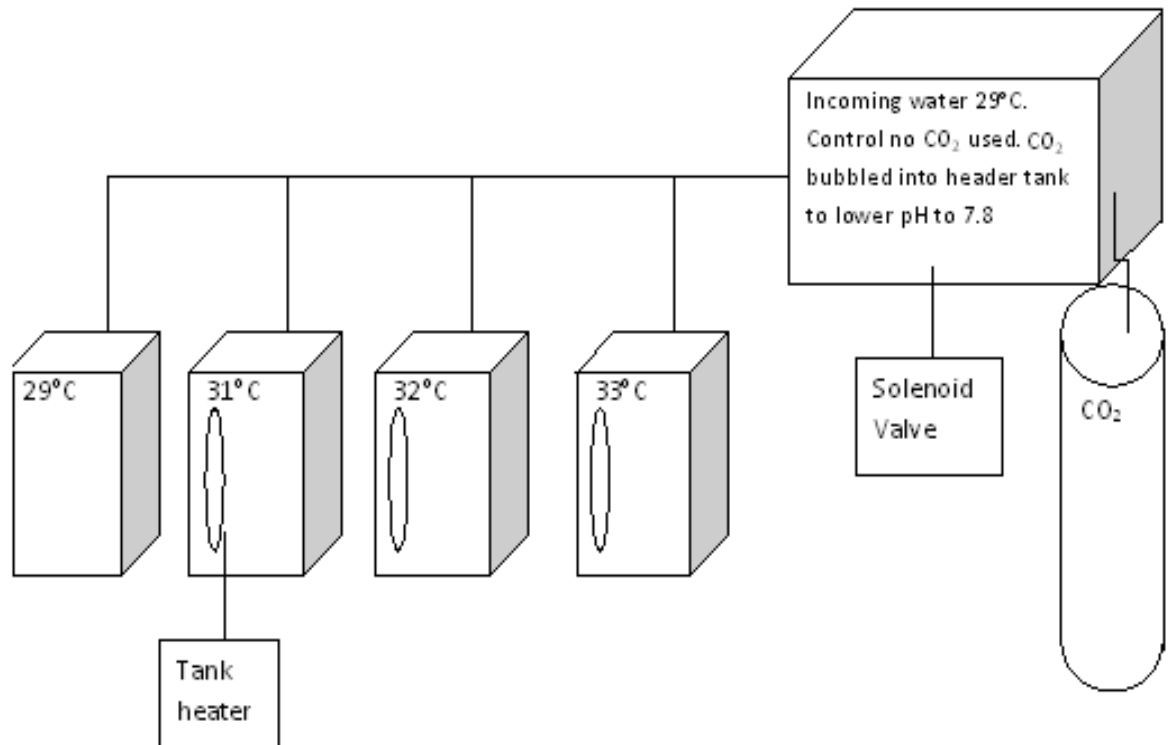 Incoming water 29°C.
Control no CO₂ used. CO₂
bubbled into header tank
to lower pH to 7.8
29°C
31°C
32°C
33°C
Solenoid
Valve
CO₂
Tank
heater